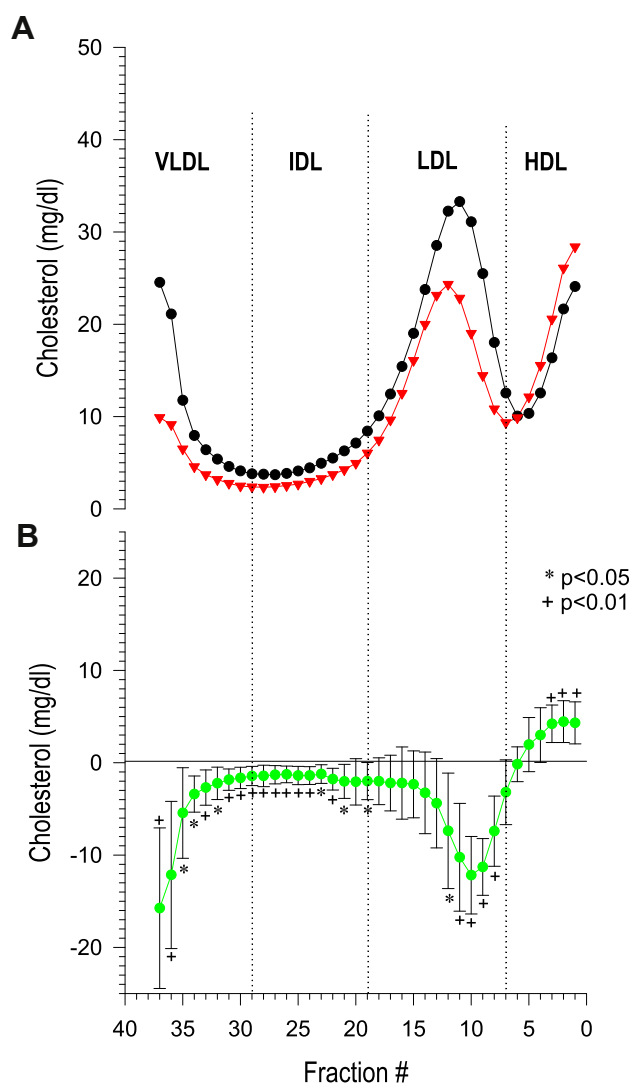 A
50
40
30
20
10
0
Cholesterol (mg/dl)
VLDL IDL LDL HDL
B
20
10
0
-10
-20
Cholesterol (mg/dl)
* p<0.05
+ p<0.01
+ + +
+ + * * + * + + + + + + + + * + * * * + + + +
40 35 30 25 20 15 10 5 0
Fraction #